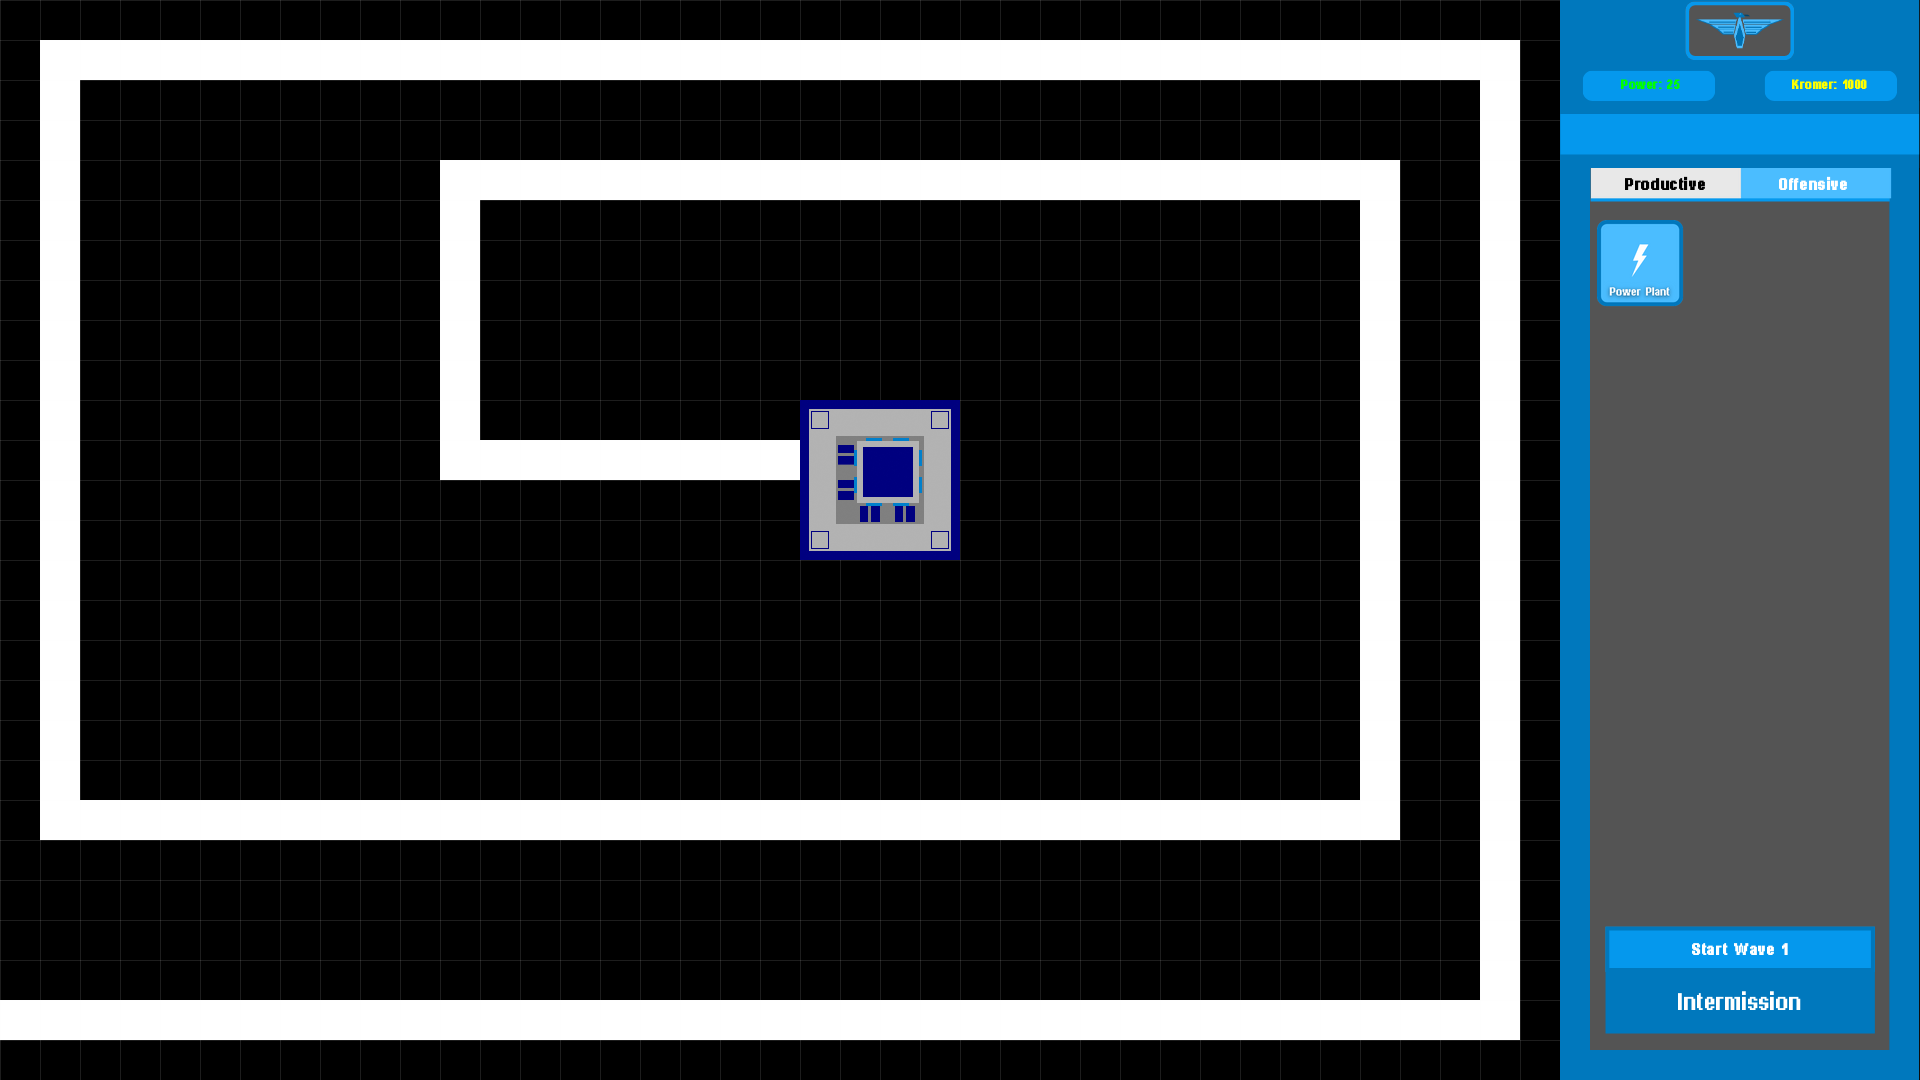 Power: 25
Kromer: 1000
Productive
Offensive
Power Plant
Start Wave 1
Intermission